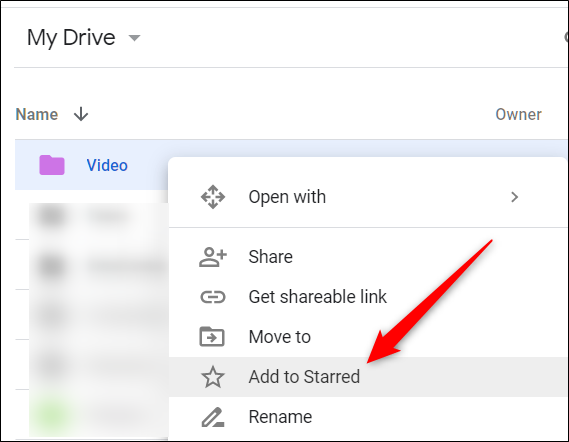 My Drive
Name Owner
Video
Open with
Share
Get shareable link
Move to
Add to Starred
Rename